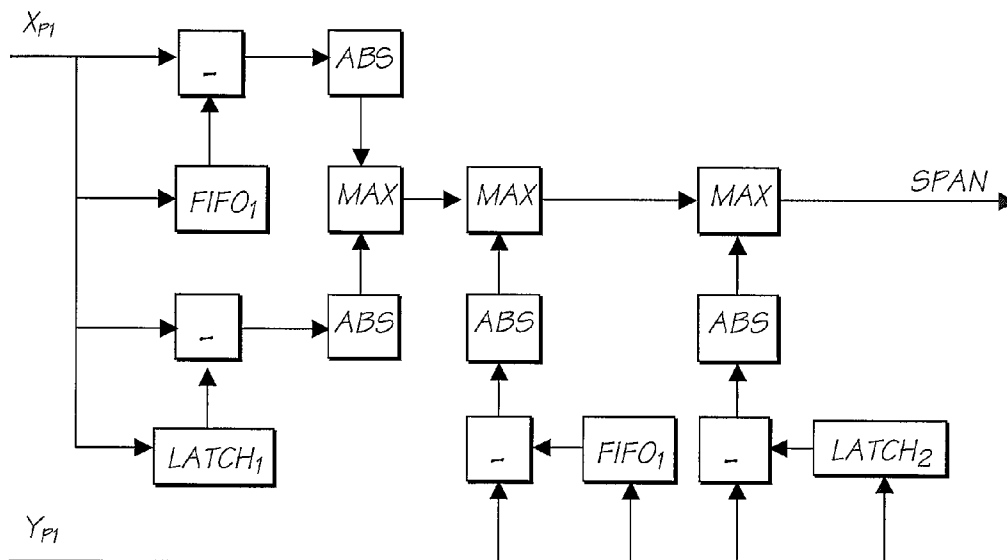 X_P1
-
ABS
FIFO_1
MAX
MAX
MAX
SPAN
-
ABS
ABS
ABS
LATCH_1
-
FIFO_1
-
LATCH_2
Y_P1